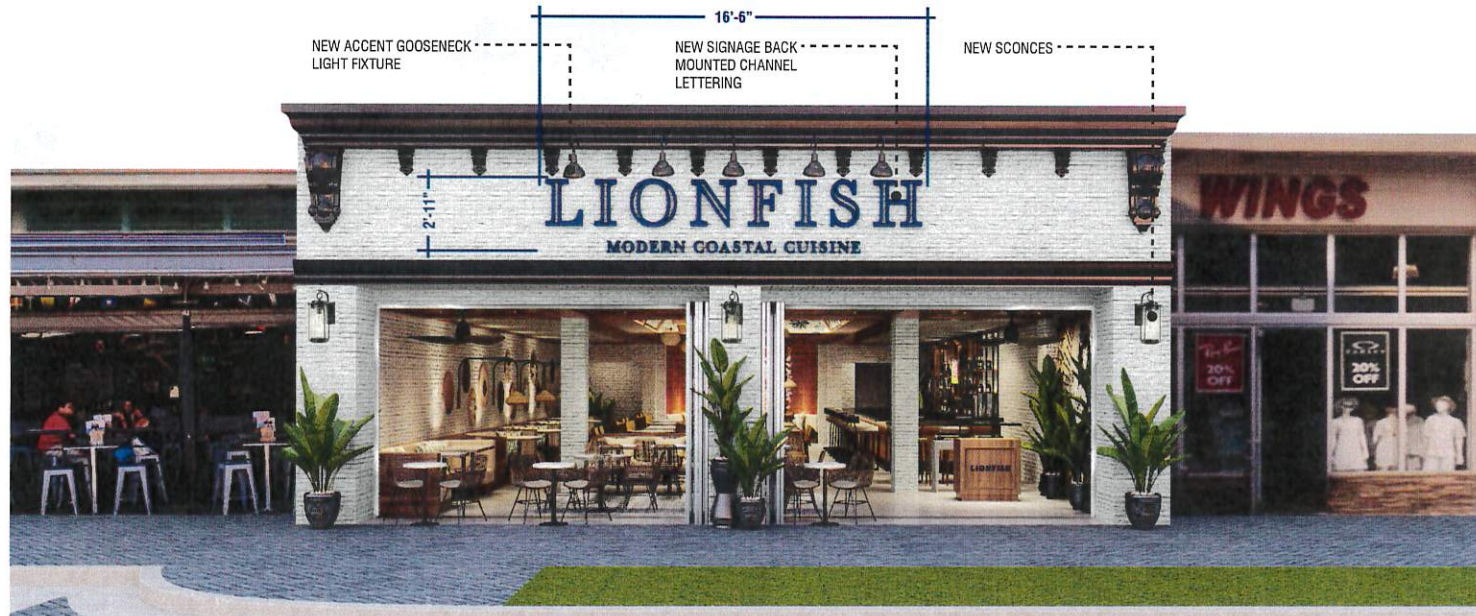 16'-6"
NEW ACCENT GOOSENECK
LIGHT FIXTURE
NEW SIGNAGE BACK
MOUNTED CHANNEL
LETTERING
NEW SCONCES
2'-11"
LIONFISH
MODERN COASTAL CUISINE
WINGS
20%
OFF
OAKLEY
20%
OFF
LIONFISH